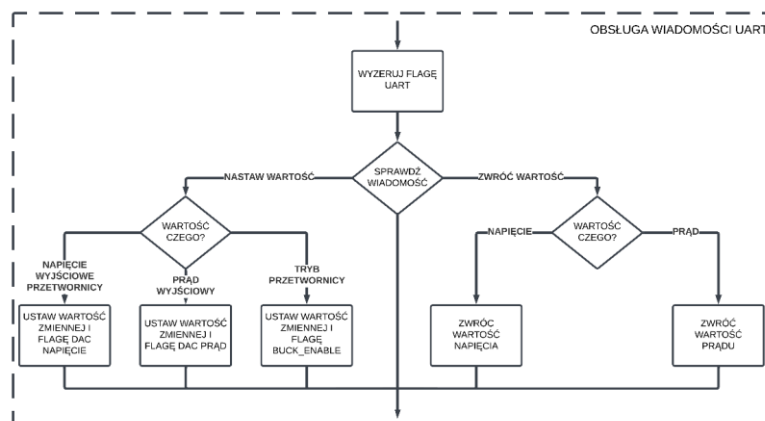 OBSŁUGA WIADOMOŚCI UART
WYZERUJ FLAGĘ
UART
SPRAWDŹ
WIADOMOŚĆ
NASTAW WARTOŚĆ
ZWRÓĆ WARTOŚĆ
WARTOŚĆ
CZEGO?
WARTOŚĆ
CZEGO?
NAPIĘCIE
PRĄD
NAPIĘCIE
WYJŚCIOWE
PRZETWORNICY
PRĄD
WYJŚCIOWY
TRYB
PRZETWORNICY
USTAW WARTOŚĆ
ZMIENNEJ I
FLAGĘ DAC
NAPIĘCIE
USTAW WARTOŚĆ
ZMIENNEJ I
FLAGĘ DAC PRĄD
USTAW WARTOŚĆ
ZMIENNEJ I
FLAGĘ
BUCK_ENABLE
ZWRÓĆ
WARTOŚĆ
NAPIĘCIA
ZWRÓĆ
WARTOŚĆ
PRĄDU